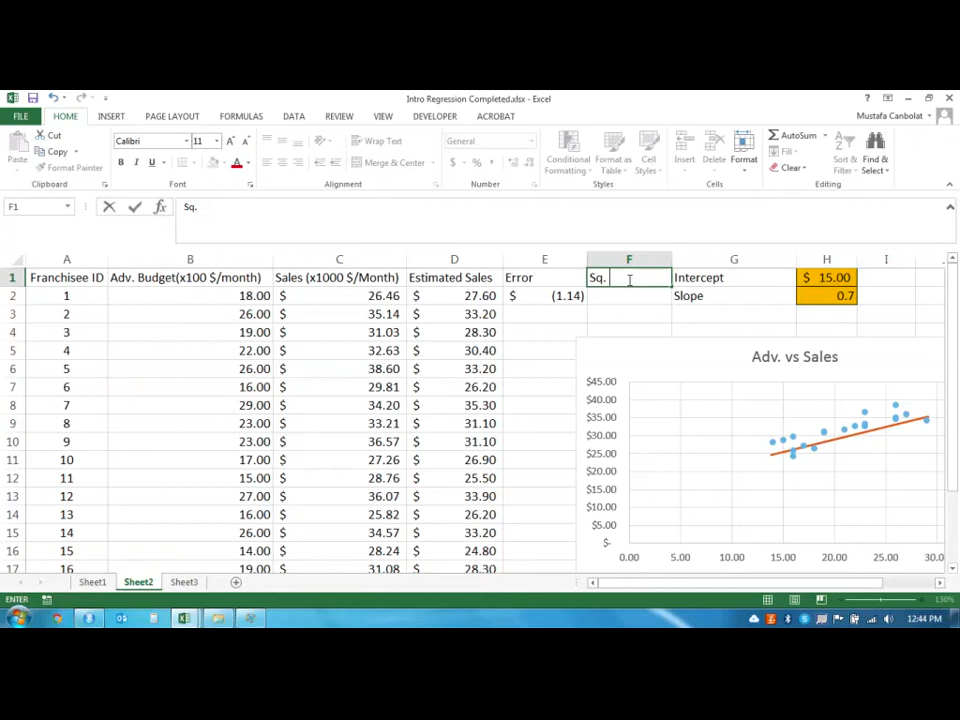 Intro Regression Completed.xlsx - Excel
FILE HOME INSERT PAGE LAYOUT FORMULAS DATA REVIEW VIEW DEVELOPER ACROBAT Mustafa Canbolat
Cut
Copy
Format Painter
Paste
Clipboard
Calibri 11
B I U
Font
Wrap Text
Merge & Center
Alignment
General
$ % ,
Number
Conditional Formatting
Format as Table
Cell Styles
Styles
Insert
Delete
Format
Cells
AutoSum
Fill
Clear
Sort & Filter
Find & Select
Editing
F1 Sq.
A B C D E F G H I
1 Franchisee ID Adv. Budget(x100 $/month) Sales (x1000 $/Month) Estimated Sales Error Sq. Intercept $ 15.00
2 1 18.00 $ 26.46 $ 27.60 $ (1.14) Slope 0.7
3 2 26.00 $ 35.14 $ 33.20
4 3 19.00 $ 31.03 $ 28.30
5 4 22.00 $ 32.63 $ 30.40
6 5 26.00 $ 38.60 $ 33.20
7 6 16.00 $ 29.81 $ 26.20
8 7 29.00 $ 34.20 $ 35.30
9 8 23.00 $ 33.21 $ 31.10
10 9 23.00 $ 36.57 $ 31.10
11 10 17.00 $ 27.26 $ 26.90
12 11 15.00 $ 28.76 $ 25.50
13 12 27.00 $ 36.07 $ 33.90
14 13 16.00 $ 25.82 $ 26.20
15 14 26.00 $ 34.57 $ 33.20
16 15 14.00 $ 28.24 $ 24.80
17 16 19.00 $ 31.08 $ 28.30
Adv. vs Sales
$45.00
$40.00
$35.00
$30.00
$25.00
$20.00
$15.00
$10.00
$5.00
$-
0.00 5.00 10.00 15.00 20.00 25.00 30.0
Sheet1 Sheet2 Sheet3
ENTER 130%
12:44 PM